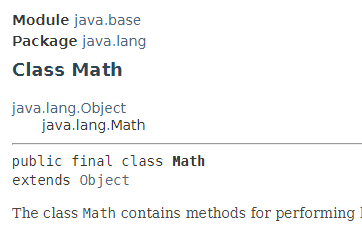 Module java.base
Package java.lang
Class Math
java.lang.Object
java.lang.Math
public final class Math
extends Object
The class Math contains methods for performing